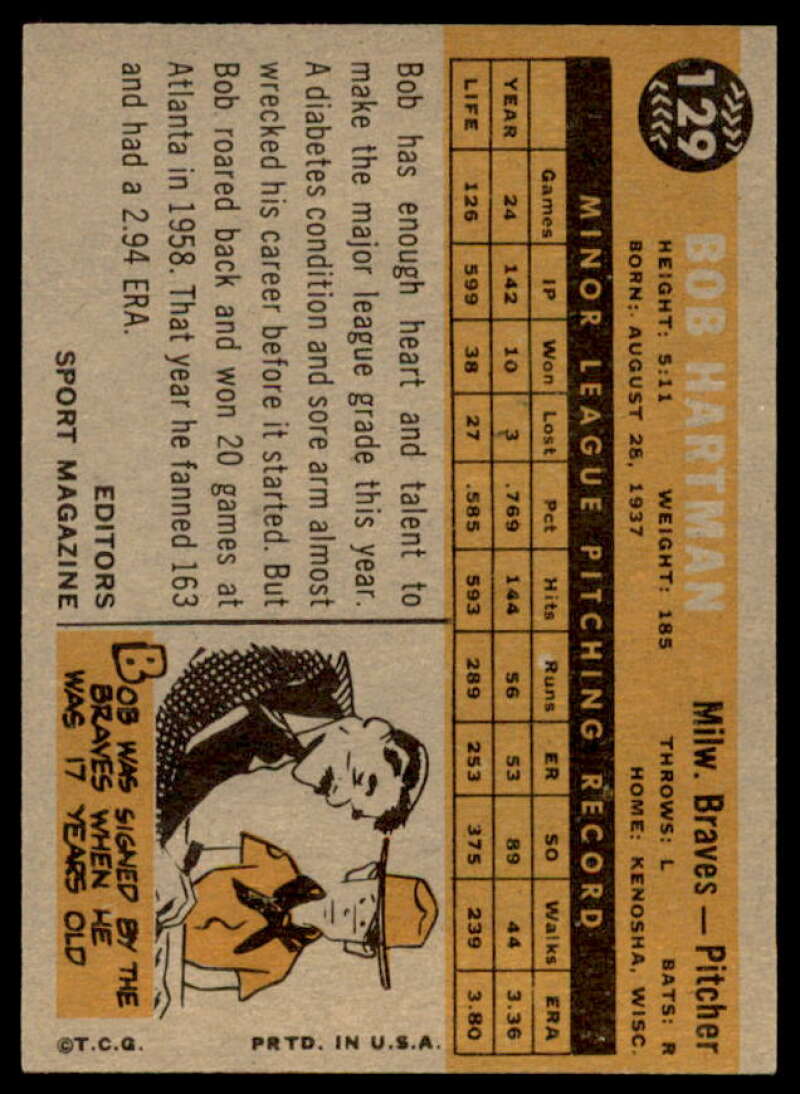 129
BOB HARTMAN Milw. Braves — Pitcher
HEIGHT: 5:11 WEIGHT: 185 THROWS: L BATS: R
BORN: AUGUST 28, 1937 HOME: KENOSHA, WISC.
MINOR LEAGUE PITCHING RECORD
Games IP Won Lost Pct Hits Runs ER SO Walks ERA
YEAR 24 142 10 3 .769 144 56 53 89 44 3.36
LIFE 126 599 38 27 .585 593 289 253 375 239 3.80
Bob has enough heart and talent to
make the major league grade this year.
A diabetes condition and sore arm almost
wrecked his career before it started. But
Bob roared back and won 20 games at
Atlanta in 1958. That year he fanned 163
and had a 2.94 ERA.
EDITORS
SPORT MAGAZINE
BOB WAS SIGNED BY THE
BRAVES WHEN HE
WAS 17 YEARS OLD
©T.C.G. PRTD. IN U.S.A.